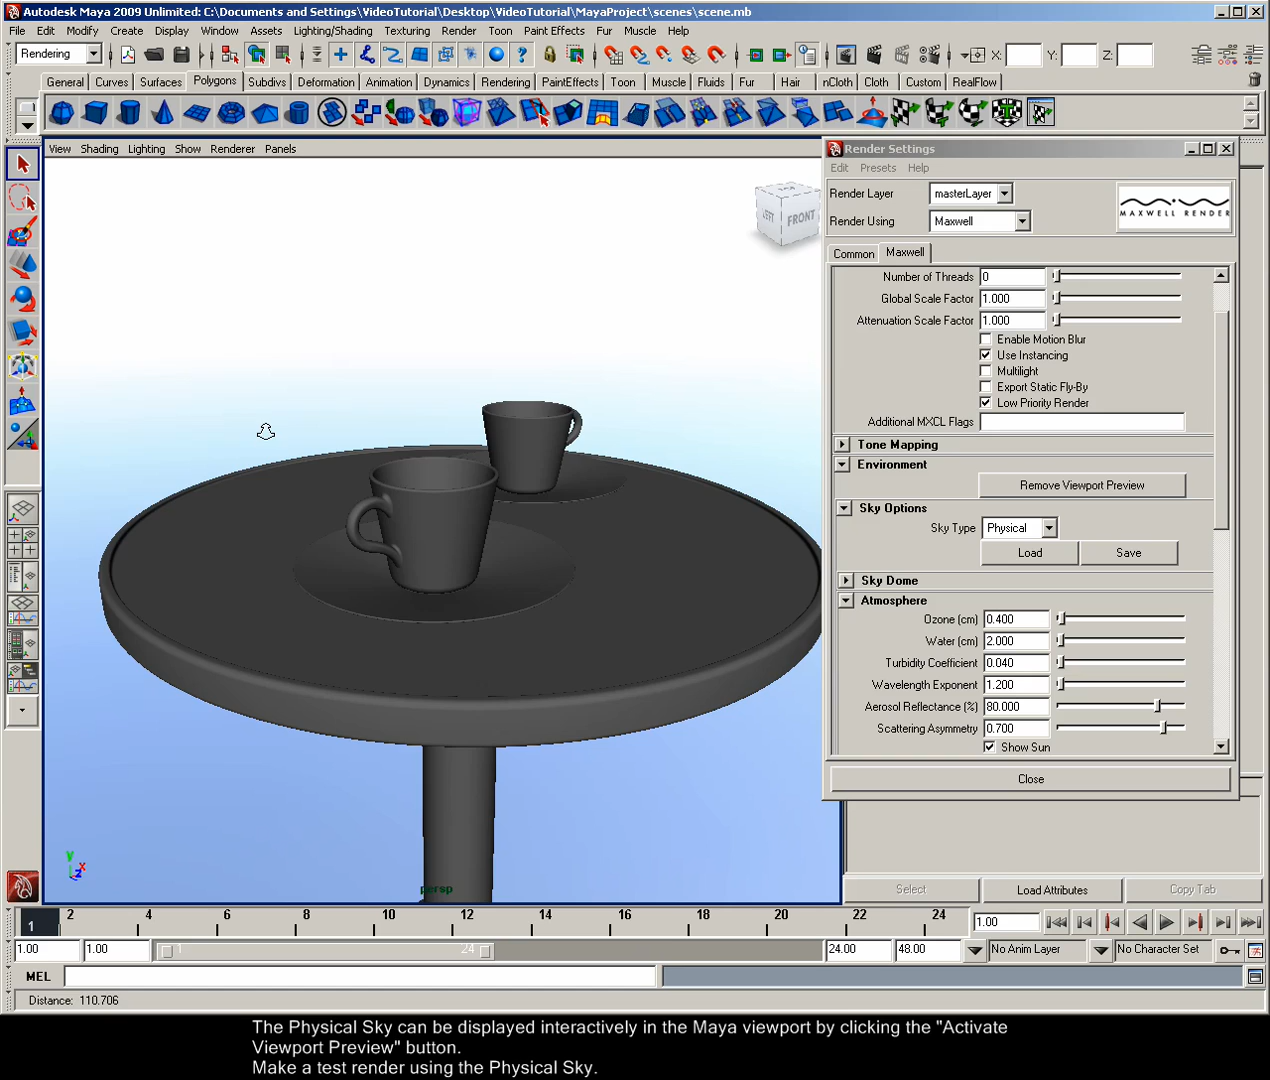 Autodesk Maya 2009 Unlimited: C:\Documents and Settings\VideoTutorial\Desktop\VideoTutorial\MayaProject\scenes\scene.mb
File Edit Modify Create Display Window Assets Lighting/Shading Texturing Render Toon Paint Effects Fur Muscle Help
Rendering X: Y: Z:
General Curves Surfaces Polygons Subdivs Deformation Animation Dynamics Rendering PaintEffects Toon Muscle Fluids Fur Hair nCloth Cloth Custom RealFlow
View Shading Lighting Show Renderer Panels
LEFT FRONT
Render Settings
Edit Presets Help
Render Layer masterLayer
Render Using Maxwell
MAXWELL RENDER
Common Maxwell
Number of Threads 0
Global Scale Factor 1.000
Attenuation Scale Factor 1.000
Enable Motion Blur
Use Instancing
Multilight
Export Static Fly-By
Low Priority Render
Additional MXCL Flags
Tone Mapping
Environment
Remove Viewport Preview
Sky Options
Sky Type Physical
Load Save
Sky Dome
Atmosphere
Ozone (cm) 0.400
Water (cm) 2.000
Turbidity Coefficient 0.040
Wavelength Exponent 1.200
Aerosol Reflectance (%) 80.000
Scattering Asymmetry 0.700
Show Sun
Close
y x z
persp
Select Load Attributes Copy Tab
1 2 4 6 8 10 12 14 16 18 20 22 24 1.00
1.00 1.00 1 24 24.00 48.00 No Anim Layer No Character Set
MEL
Distance: 110.706
The Physical Sky can be displayed interactively in the Maya viewport by clicking the "Activate
Viewport Preview" button.
Make a test render using the Physical Sky.